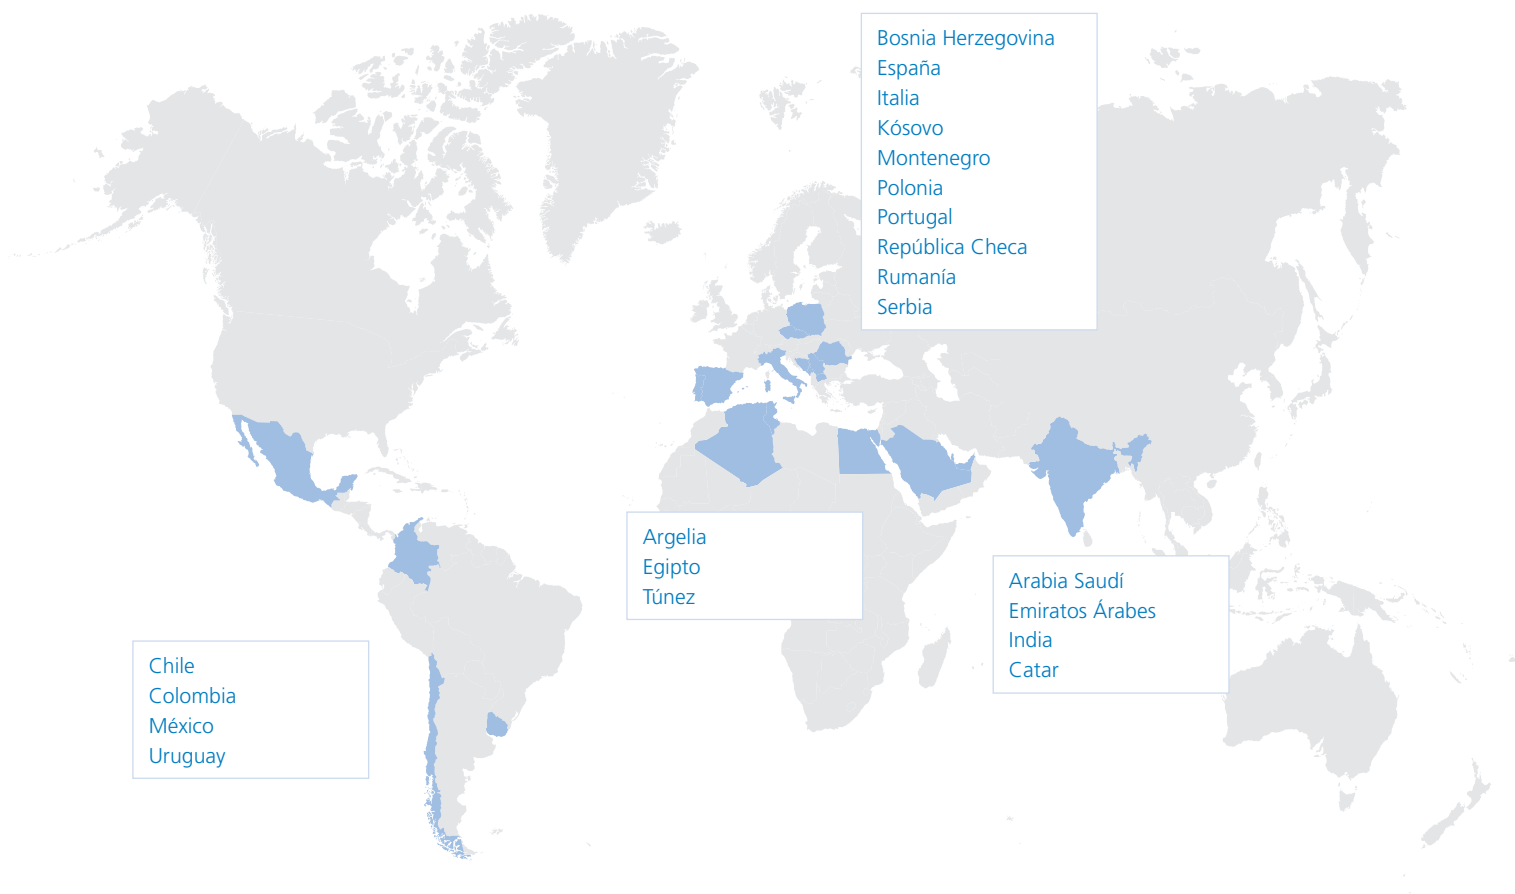 Bosnia Herzegovina
España
Italia
Kósovo
Montenegro
Polonia
Portugal
República Checa
Rumanía
Serbia
Argelia
Egipto
Túnez
Arabia Saudí
Emiratos Árabes
India
Catar
Chile
Colombia
México
Uruguay